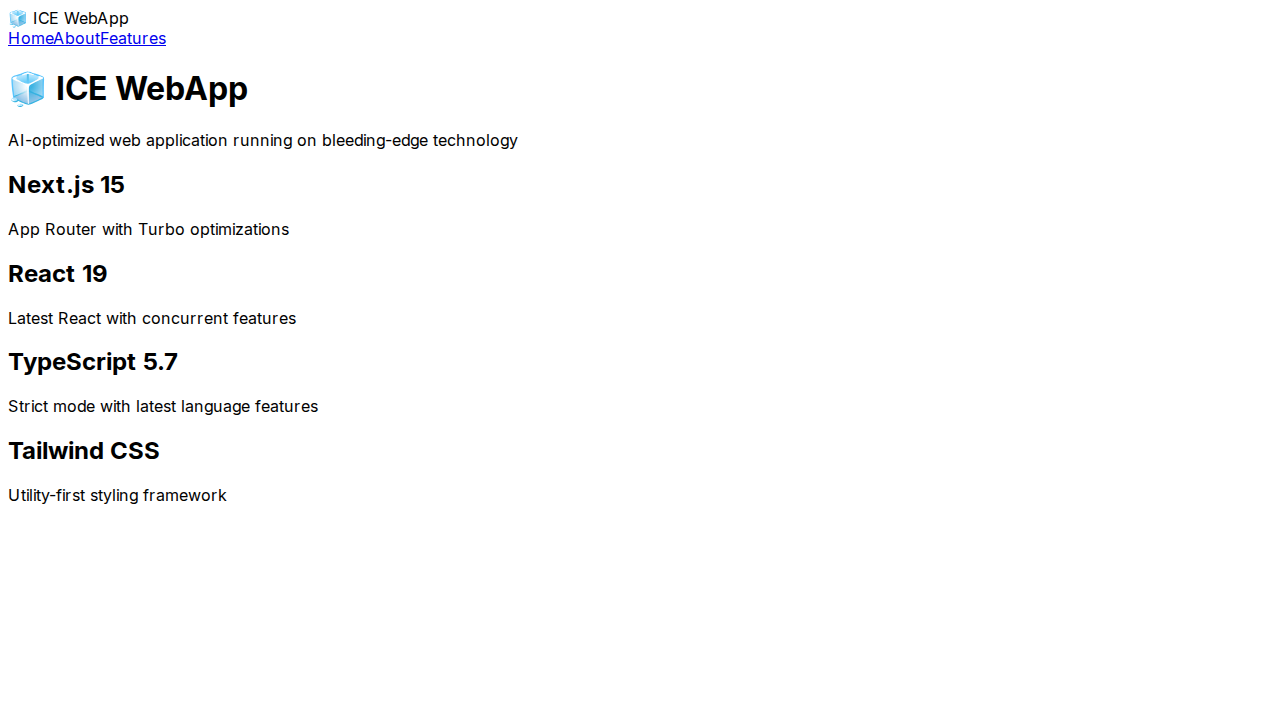 🧊 ICE WebApp
HomeAboutFeatures
🧊 ICE WebApp
AI-optimized web application running on bleeding-edge technology
Next.js 15
App Router with Turbo optimizations
React 19
Latest React with concurrent features
TypeScript 5.7
Strict mode with latest language features
Tailwind CSS
Utility-first styling framework